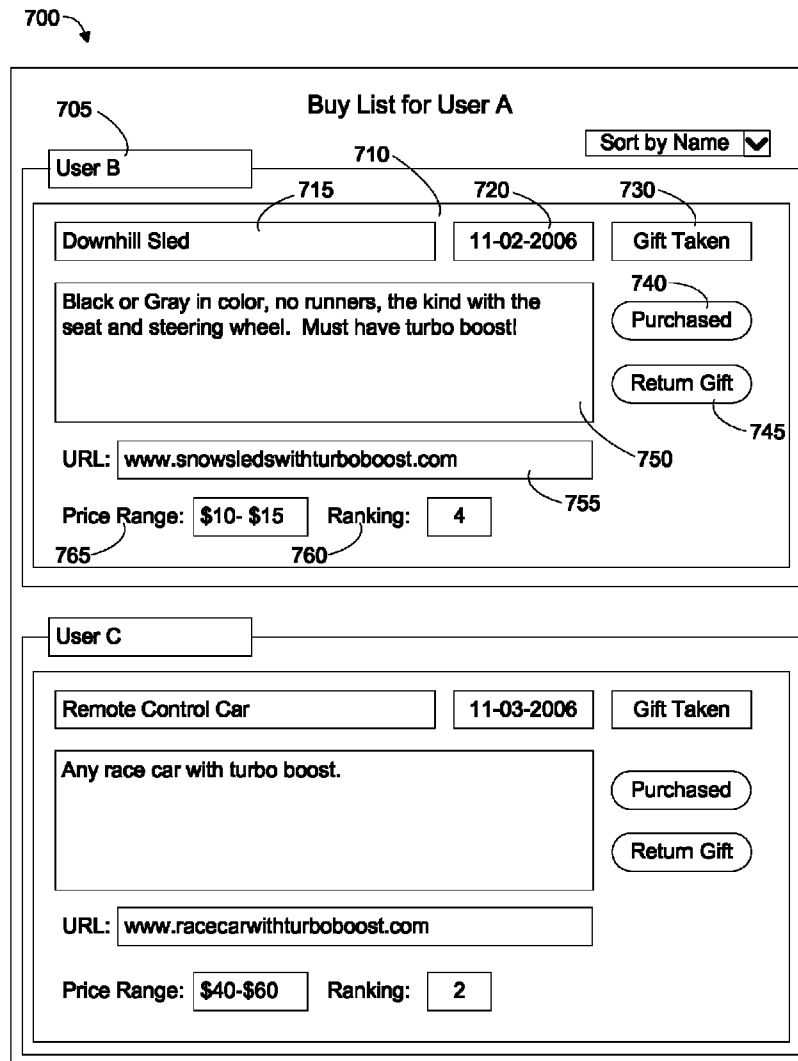 700
Buy List for User A
705
Sort by Name
User B
710
715
720
730
Downhill Sled
11-02-2006
Gift Taken
740
Black or Gray in color, no runners, the kind with the
seat and steering wheel. Must have turbo boost!
Purchased
Return Gift
745
750
URL: www.snowsledswithturboboost.com
755
Price Range: $10- $15 Ranking: 4
765
760
User C
Remote Control Car
11-03-2006
Gift Taken
Any race car with turbo boost.
Purchased
Return Gift
URL: www.racecarwithturboboost.com
Price Range: $40-$60 Ranking: 2